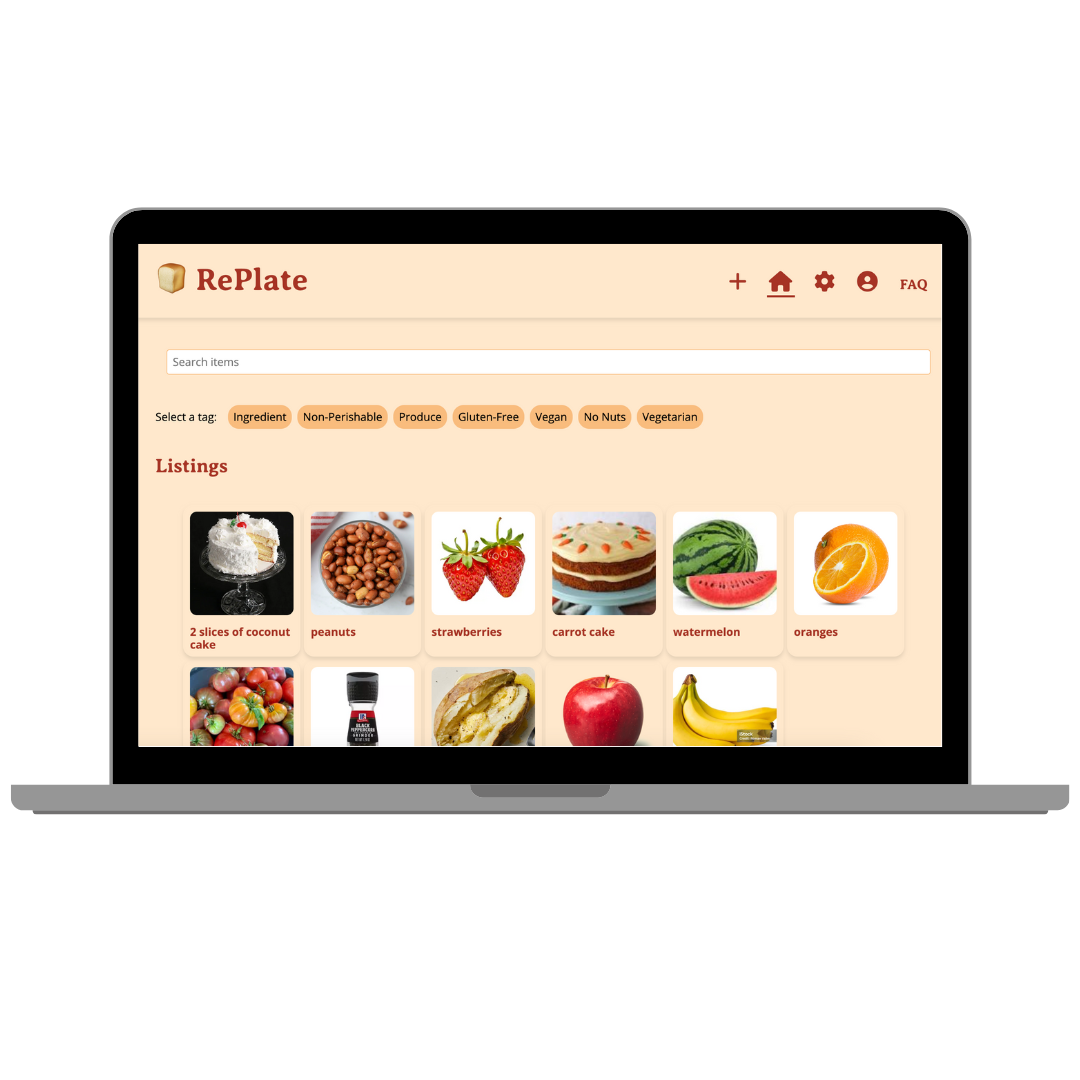 RePlate
FAQ
Search items
Select a tag: Ingredient Non-Perishable Produce Gluten-Free Vegan No Nuts Vegetarian
Listings
2 slices of coconut
cake
peanuts
strawberries
carrot cake
watermelon
oranges
BLACK
PEPPERCORN
GRINDER
iStock